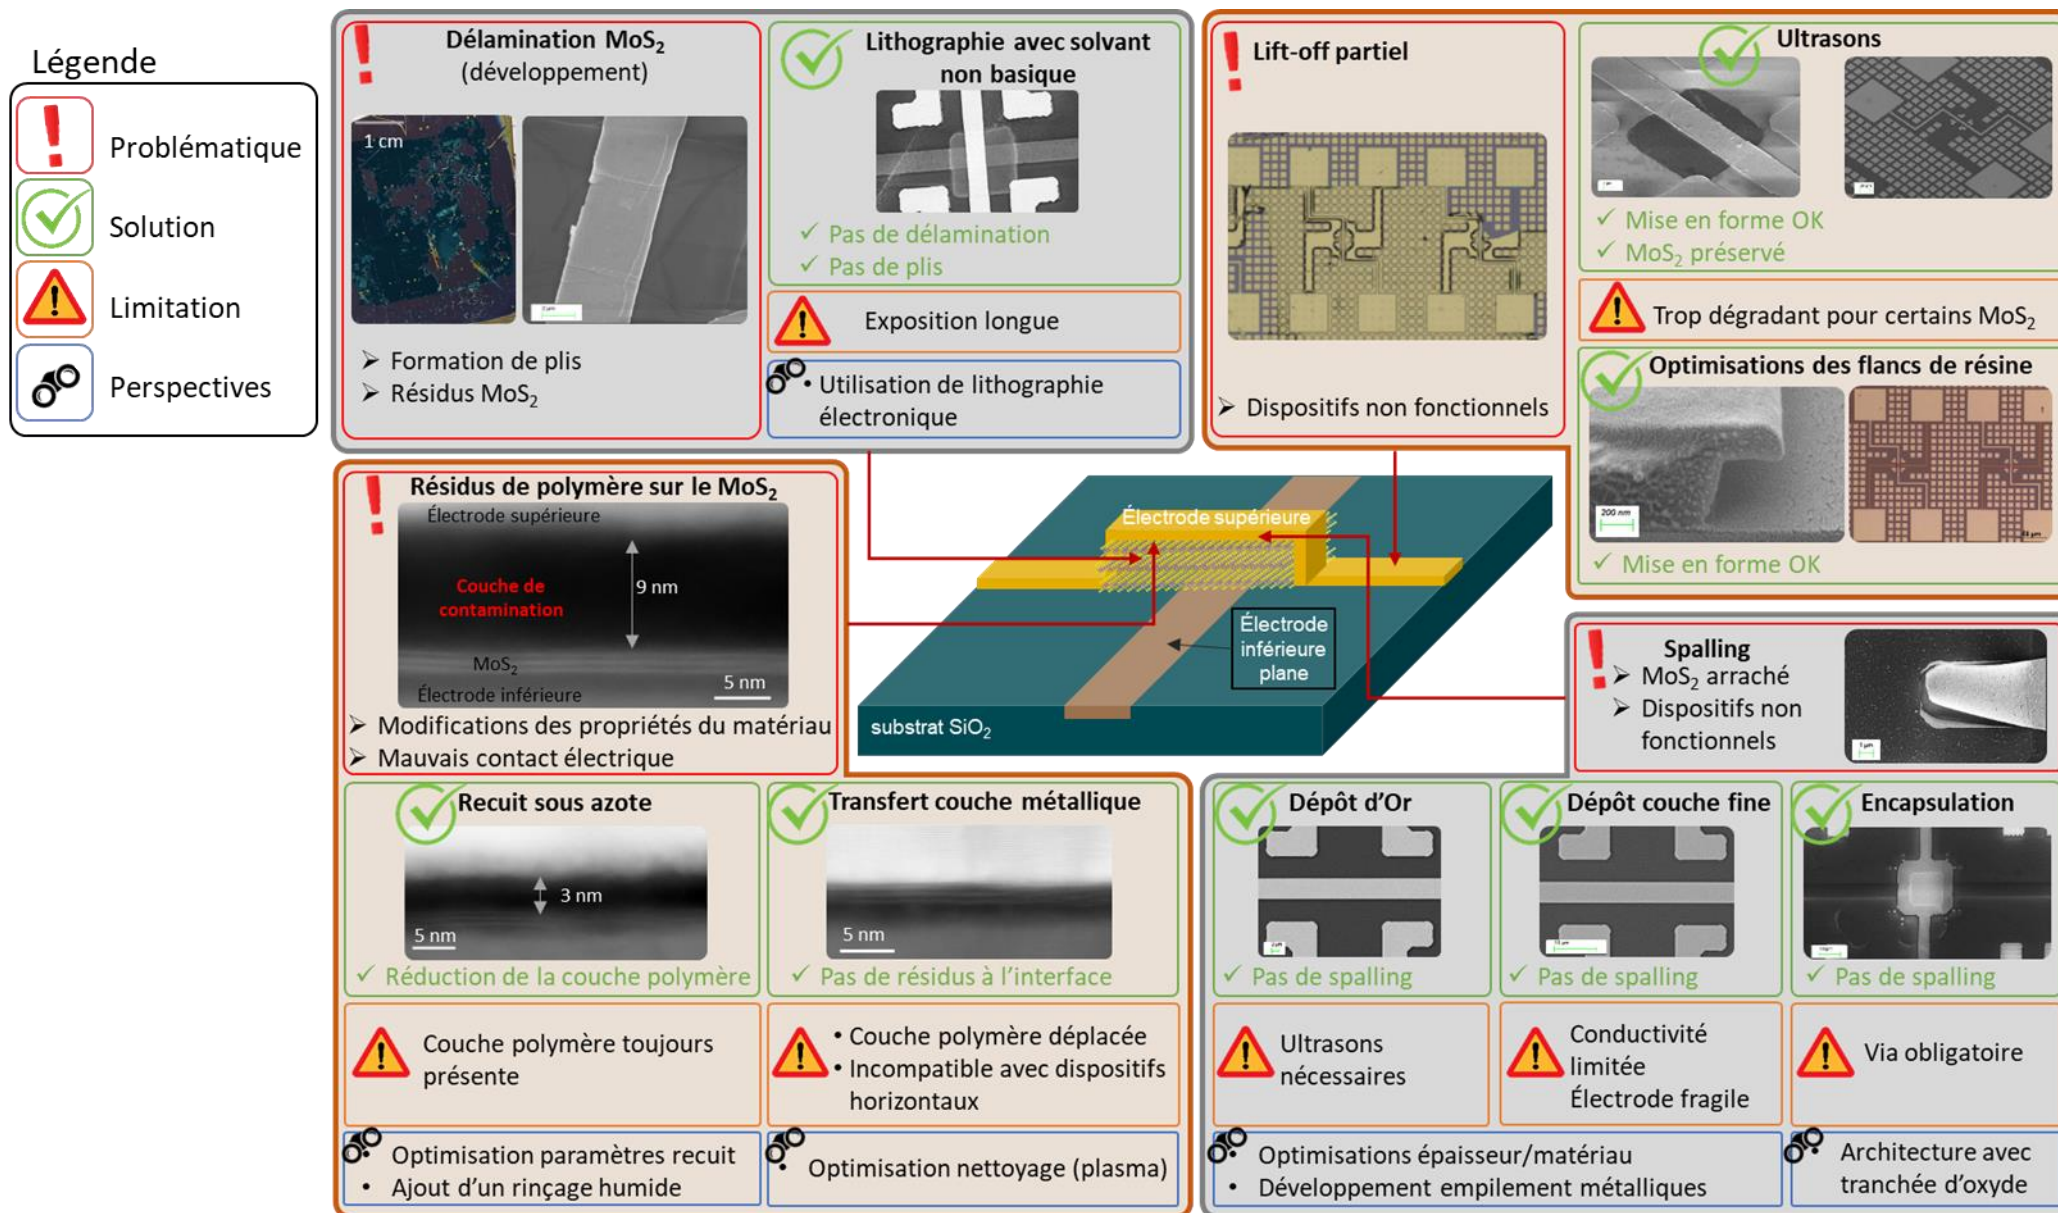 Légende
Problématique
Solution
Limitation
Perspectives
Délamination MoS₂
(développement)
1 cm
➢ Formation de plis
➢ Résidus MoS₂
Lithographie avec solvant
non basique
✓ Pas de délamination
✓ Pas de plis
Exposition longue
• Utilisation de lithographie
électronique
Lift-off partiel
➢ Dispositifs non fonctionnels
Ultrasons
✓ Mise en forme OK
✓ MoS₂ préservé
Trop dégradant pour certains MoS₂
Optimisations des flancs de résine
200 nm
✓ Mise en forme OK
Résidus de polymère sur le MoS₂
Électrode supérieure
Couche de
contamination
9 nm
MoS₂
Électrode inférieure
5 nm
➢ Modifications des propriétés du matériau
➢ Mauvais contact électrique
Électrode supérieure
Électrode
inférieure
plane
substrat SiO₂
Spalling
➢ MoS₂ arraché
➢ Dispositifs non
fonctionnels
1 µm
Recuit sous azote
3 nm
5 nm
✓ Réduction de la couche polymère
Couche polymère toujours
présente
• Optimisation paramètres recuit
• Ajout d'un rinçage humide
Transfert couche métallique
5 nm
✓ Pas de résidus à l'interface
• Couche polymère déplacée
• Incompatible avec dispositifs
horizontaux
• Optimisation nettoyage (plasma)
Dépôt d'Or
✓ Pas de spalling
Ultrasons
nécessaires
Dépôt couche fine
✓ Pas de spalling
Conductivité
limitée
Électrode fragile
• Optimisations épaisseur/matériau
• Développement empilement métalliques
Encapsulation
✓ Pas de spalling
Via obligatoire
• Architecture avec
tranchée d'oxyde